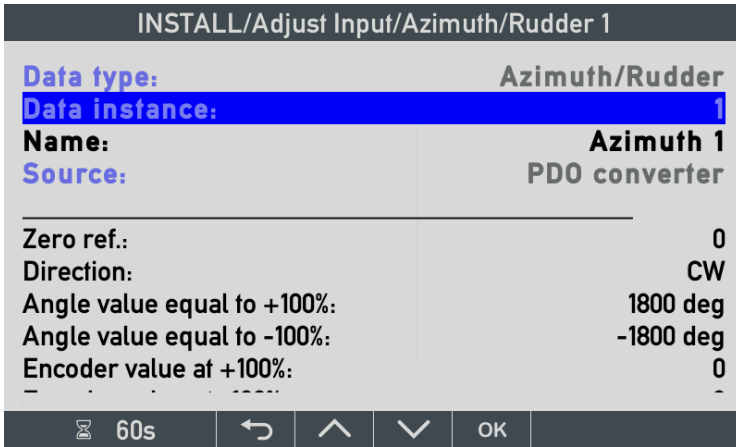 INSTALL/Adjust Input/Azimuth/Rudder 1
Data type: Azimuth/Rudder
Data instance: 1
Name: Azimuth 1
Source: PDO converter
Zero ref.: 0
Direction: CW
Angle value equal to +100%: 1800 deg
Angle value equal to -100%: -1800 deg
Encoder value at +100%: 0
60s OK